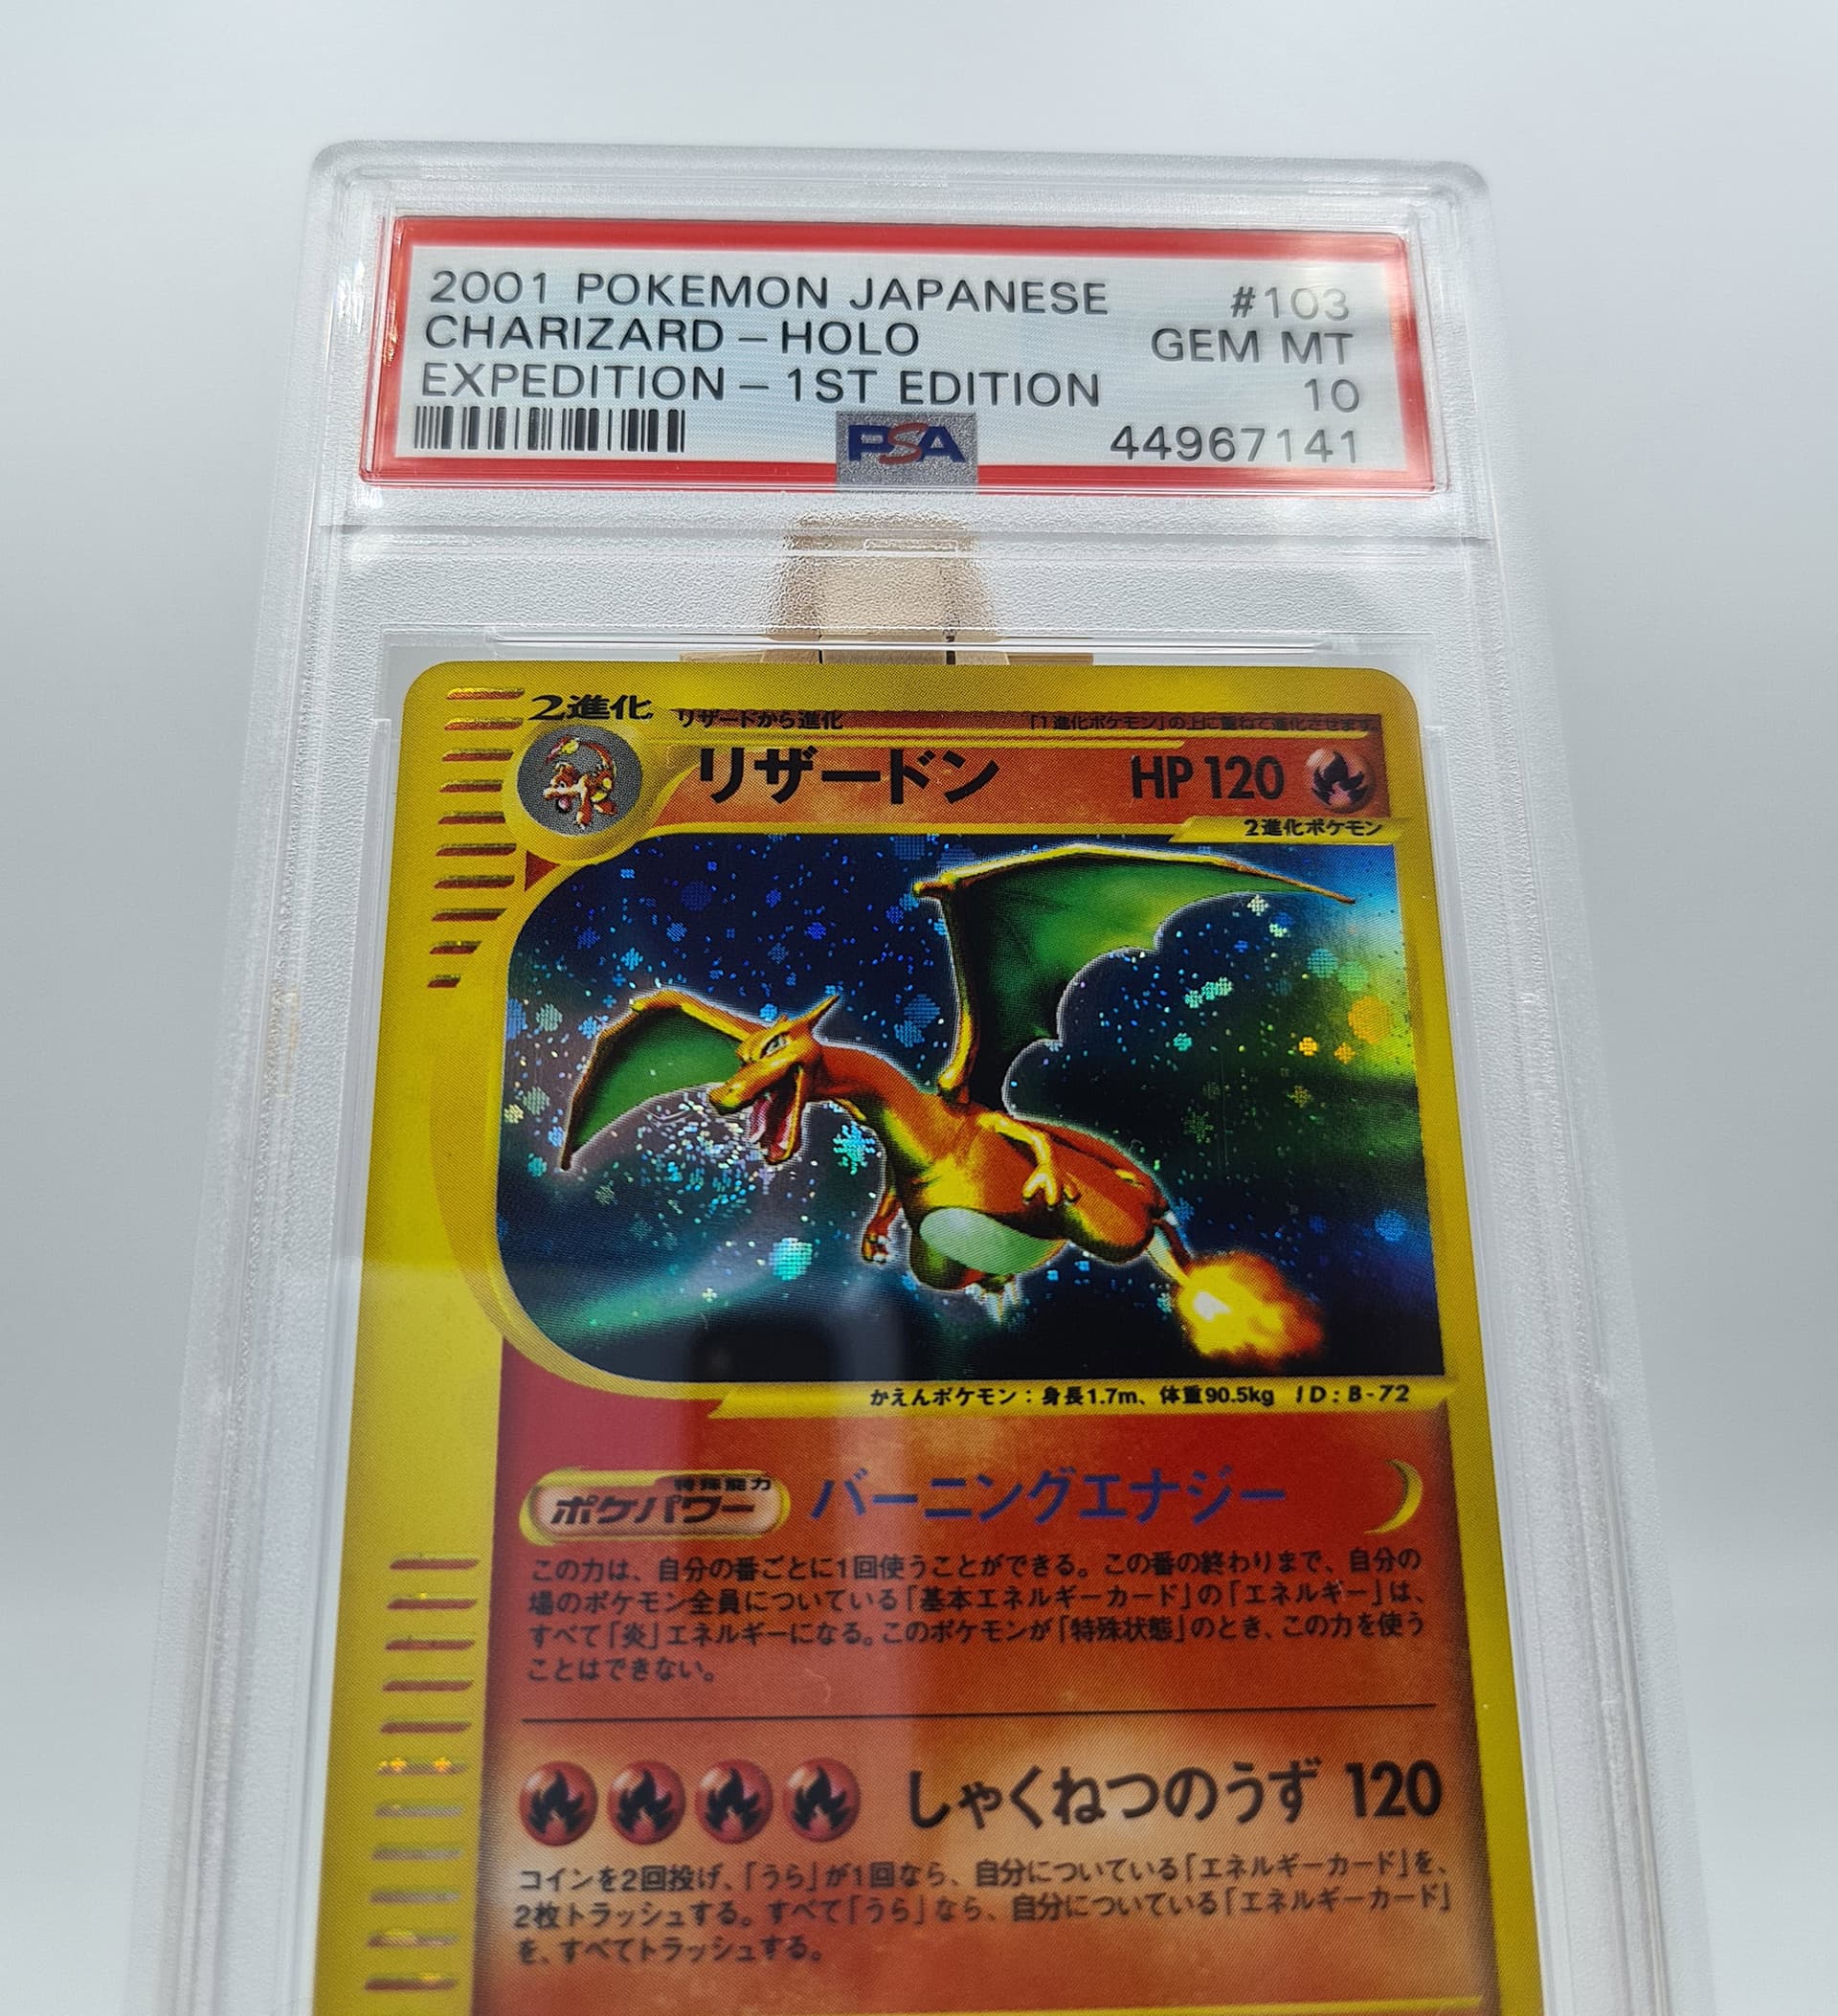 2001 POKEMON JAPANESE #103
CHARIZARD - HOLO GEM MT
EXPEDITION - 1ST EDITION 10
PSA 44967141
2進化 リザードから進化 「1進化ポケモン」の上に重ねて進化させます
リザードン HP 120
2進化ポケモン
かえんポケモン：身長1.7m、体重90.5kg ID:B-72
特殊能力
ポケパワー バーニングエナジー
この力は、自分の番ごとに1回使うことができる。この番の終わりまで、自分の
場のポケモン全員についている「基本エネルギーカード」の「エネルギー」は、
すべて「炎」エネルギーになる。このポケモンが「特殊状態」のとき、この力を使う
ことはできない。
しゃくねつのうず 120
コインを2回投げ、「うら」が1回なら、自分についている「エネルギーカード」を、
2枚トラッシュする。すべて「うら」なら、自分についている「エネルギーカード」
を、すべてトラッシュする。